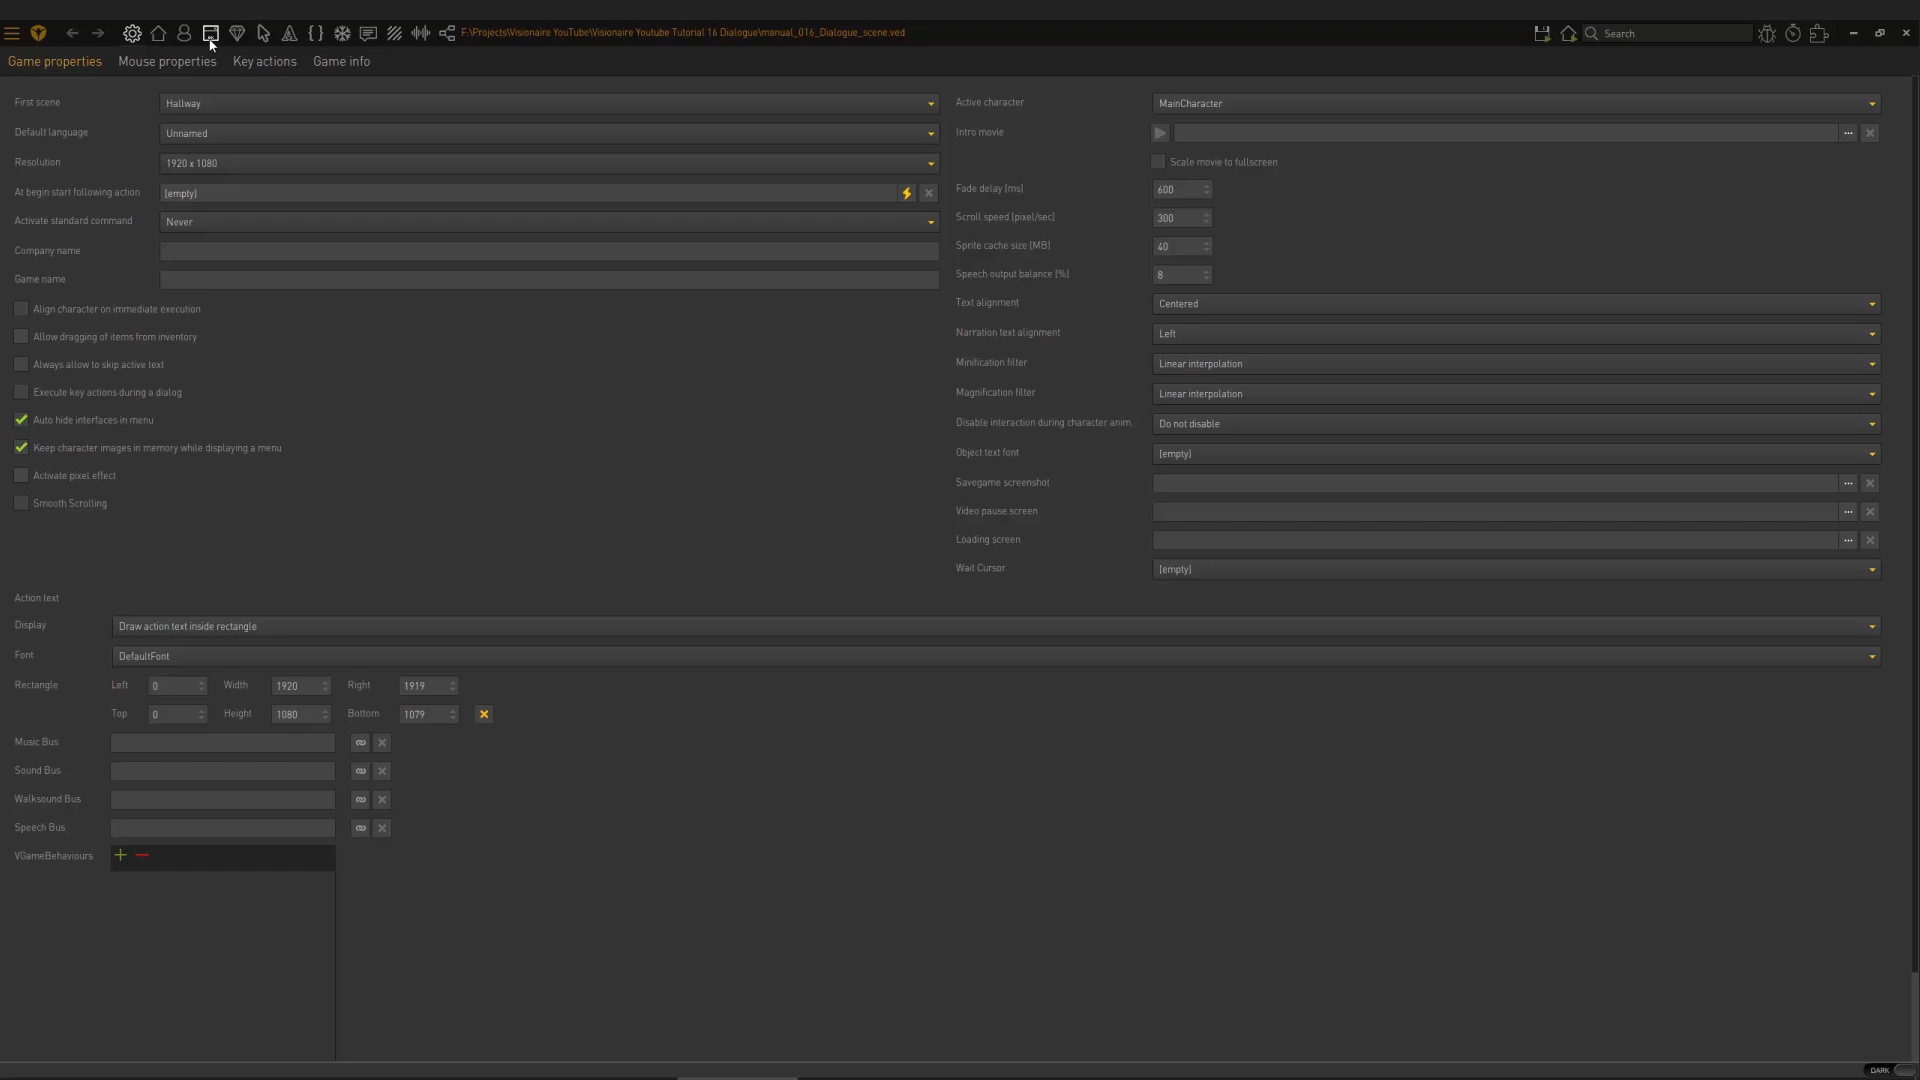 F:\Projects\Visionaire YouTube\Visionaire Youtube Tutorial 16 Dialogue\manual_016_Dialogue_scene.ved
Search
Game properties
Mouse properties
Key actions
Game info
First scene
Hallway
Default language
Unnamed
Resolution
1920 x 1080
At begin start following action
[empty]
Activate standard command
Never
Company name
Game name
Align character on immediate execution
Allow dragging of items from inventory
Always allow to skip active text
Execute key actions during a dialog
Auto hide interfaces in menu
Keep character images in memory while displaying a menu
Activate pixel effect
Smooth Scrolling
Active character
MainCharacter
Intro movie
...
Scale movie to fullscreen
Fade delay [ms]
600
Scroll speed [pixel/sec]
300
Sprite cache size [MB]
40
Speech output balance [%]
8
Text alignment
Centered
Narration text alignment
Left
Minification filter
Linear interpolation
Magnification filter
Linear interpolation
Disable interaction during character anim.
Do not disable
Object text font
[empty]
Savegame screenshot
...
Video pause screen
...
Loading screen
...
Wait Cursor
[empty]
Action text
Display
Draw action text inside rectangle
Font
DefaultFont
Rectangle
Left 0 Width 1920 Right 1919
Top 0 Height 1080 Bottom 1079
Music Bus
Sound Bus
Walksound Bus
Speech Bus
VGameBehaviours
DARK